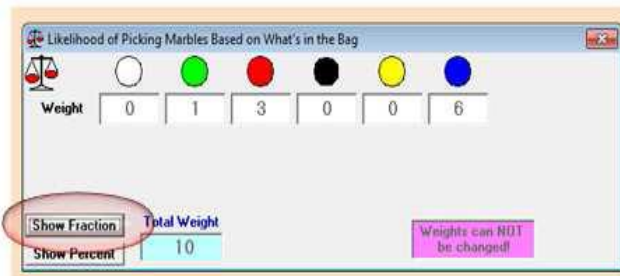 Likelihood of Picking Marbles Based on What's in the Bag
Weight 0 1 3 0 0 6
Show Fraction
Total Weight
Show Percent
10
Weights can NOT
be changed!